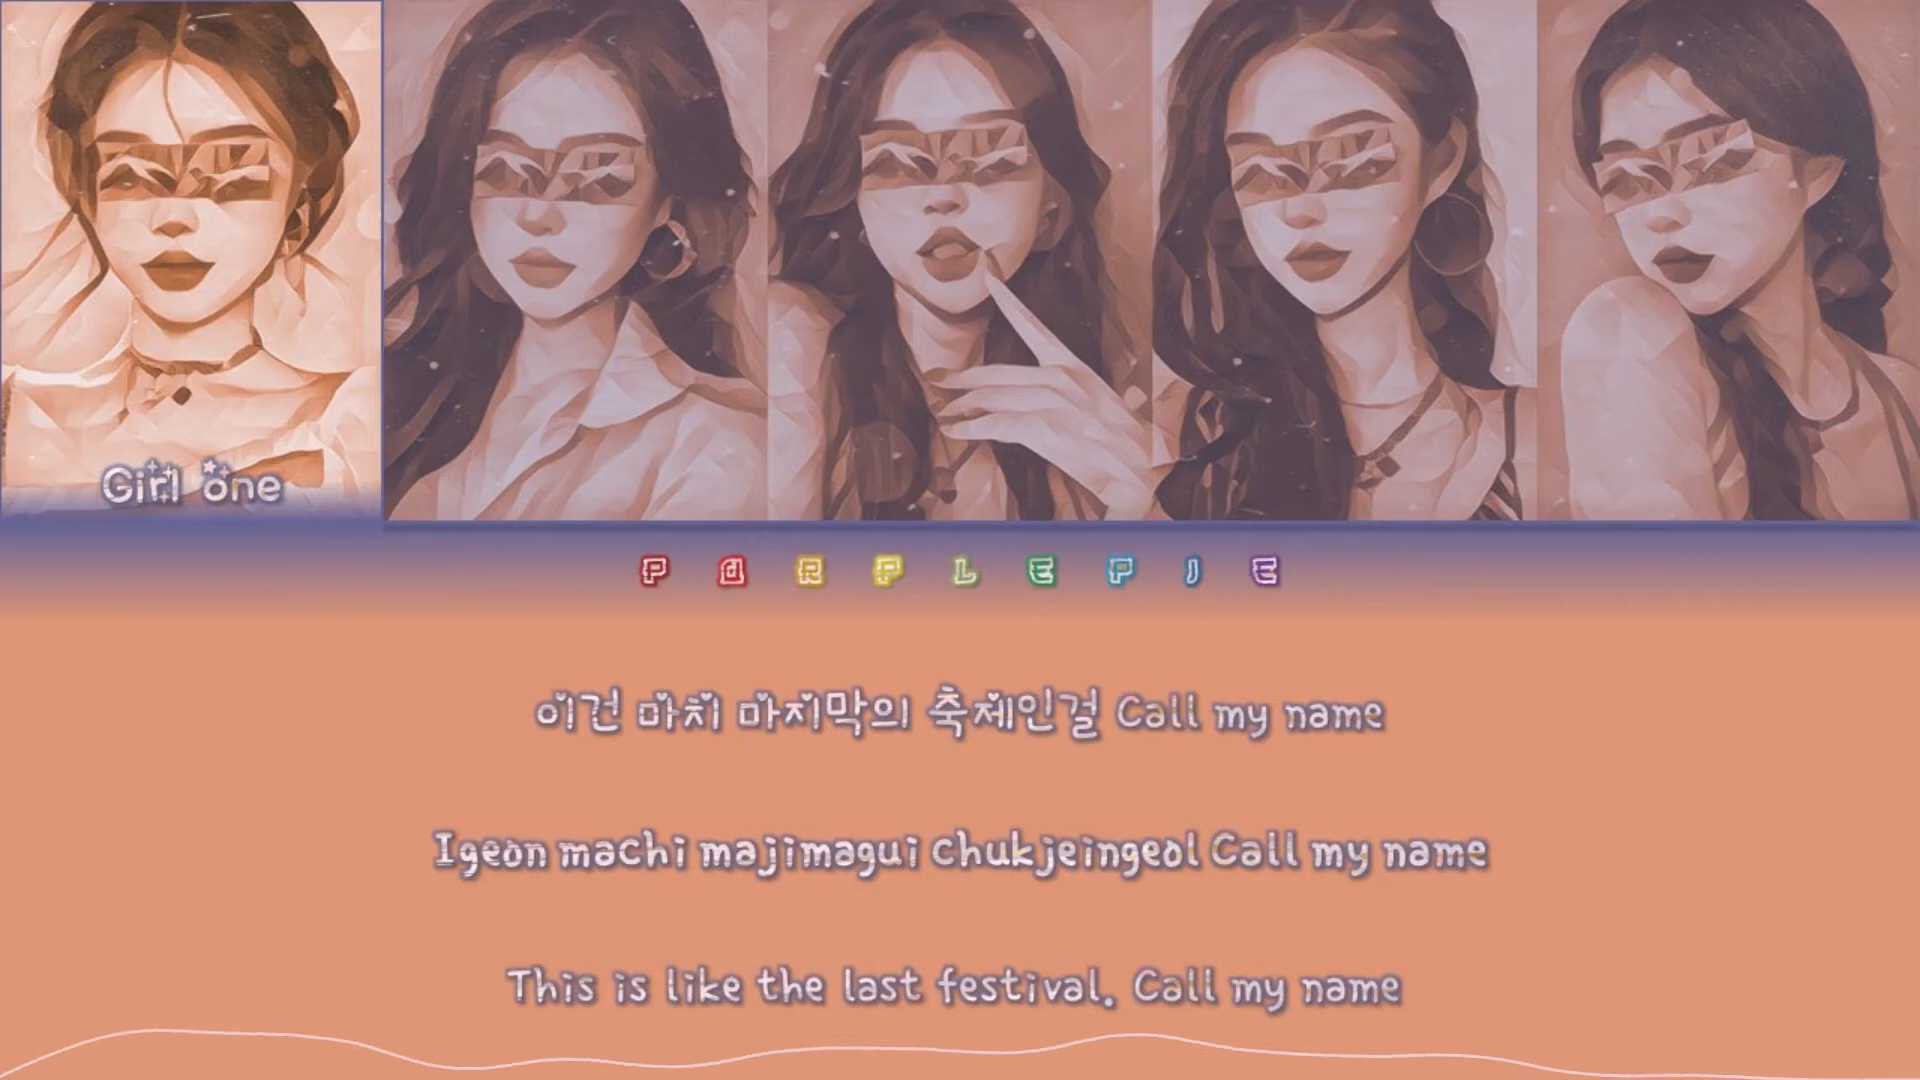 Girl one
PARPLEPIE
이건 마치 마지막의 축제인걸 Call my name
Igeon machi majimagui chukjeingeol Call my name
This is like the last festival. Call my name